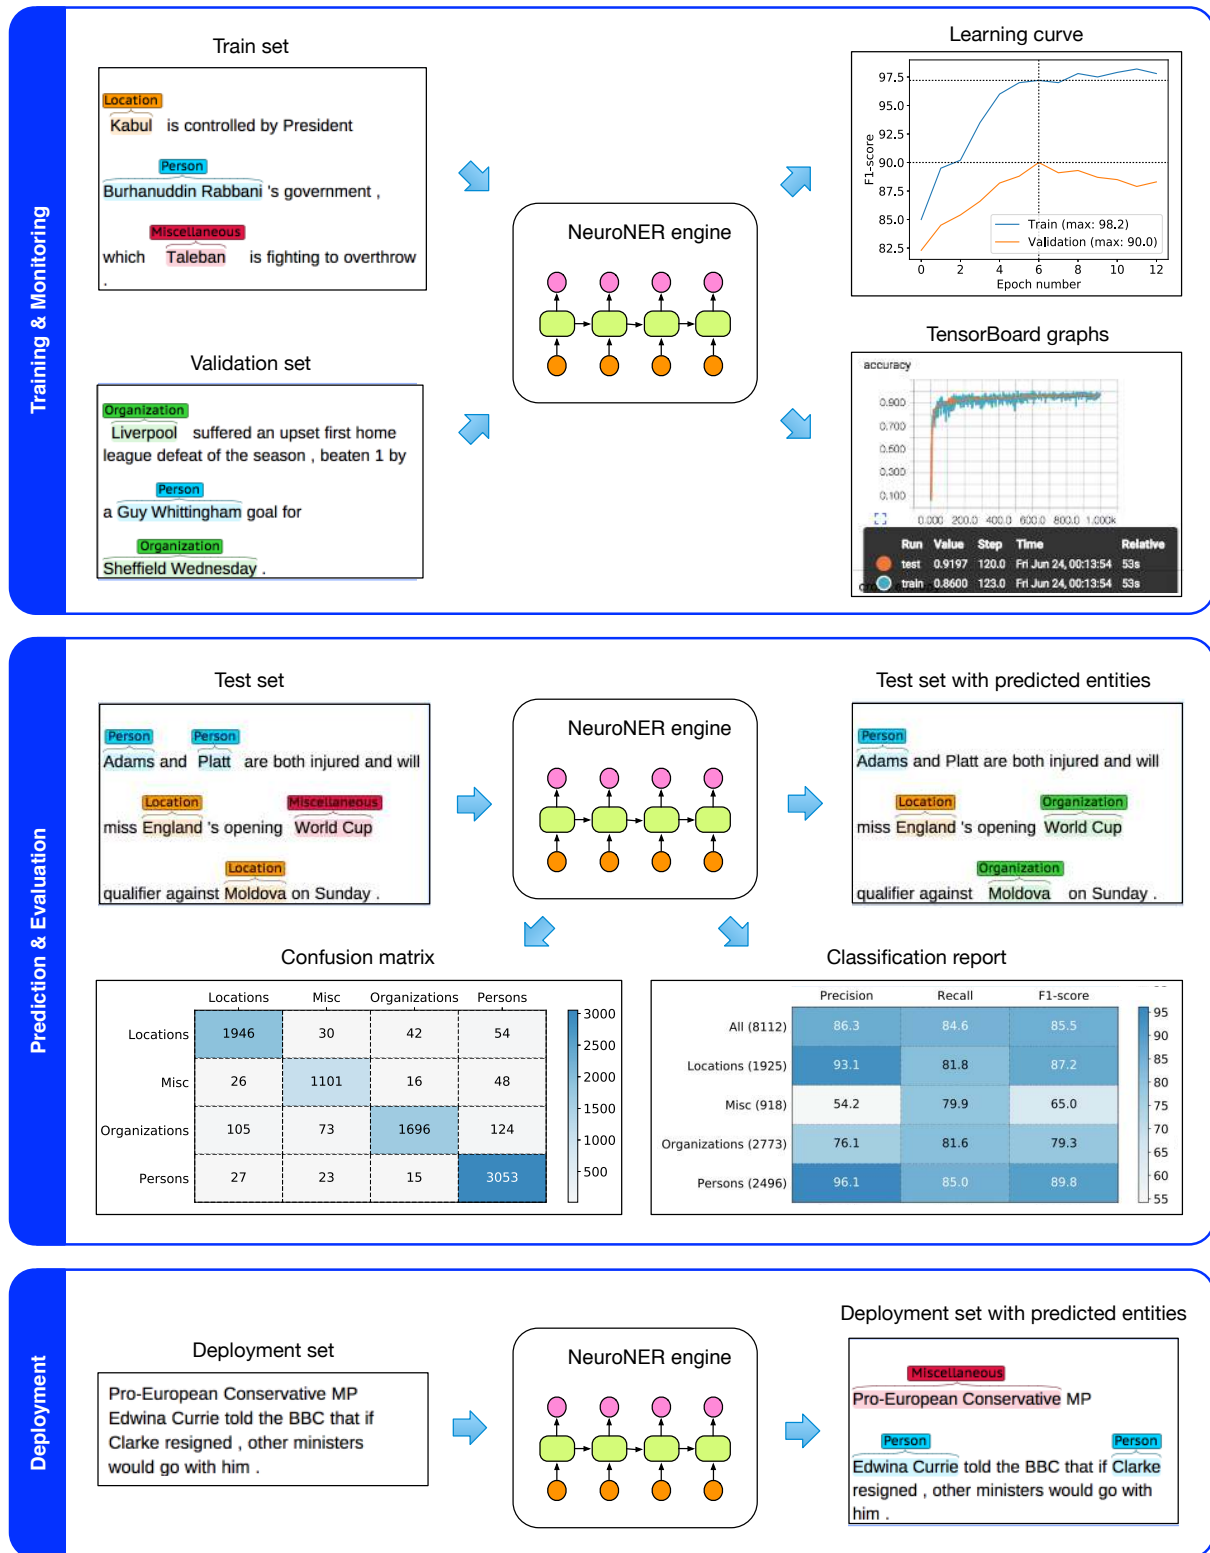 Training & Monitoring
Train set
Location
Kabul is controlled by President
Person
Burhanuddin Rabbani 's government ,
Miscellaneous
which Taleban is fighting to overthrow
.
Validation set
Organization
Liverpool suffered an upset first home
league defeat of the season , beaten 1 by
Person
a Guy Whittingham goal for
Organization
Sheffield Wednesday .
NeuroNER engine
Learning curve
97.5
95.0
92.5
90.0
87.5
85.0
82.5
F1-score
Train (max: 98.2)
Validation (max: 90.0)
0 2 4 6 8 10 12
Epoch number
TensorBoard graphs
accuracy
0.900
0.700
0.500
0.300
0.100
0.000 200.0 400.0 600.0 800.0 1.000k
Run Value Step Time Relative
test 0.9197 120.0 Fri Jun 24, 00:13:54 53s
train 0.8600 123.0 Fri Jun 24, 00:13:54 53s
Prediction & Evaluation
Test set
Person Person
Adams and Platt are both injured and will
Location Miscellaneous
miss England 's opening World Cup
Location
qualifier against Moldova on Sunday .
NeuroNER engine
Test set with predicted entities
Person
Adams and Platt are both injured and will
Location Organization
miss England 's opening World Cup
Organization
qualifier against Moldova on Sunday .
Confusion matrix
Locations Misc Organizations Persons
Locations 1946 30 42 54
Misc 26 1101 16 48
Organizations 105 73 1696 124
Persons 27 23 15 3053
3000
2500
2000
1500
1000
500
Classification report
Precision Recall F1-score
All (8112) 86.3 84.6 85.5
Locations (1925) 93.1 81.8 87.2
Misc (918) 54.2 79.9 65.0
Organizations (2773) 76.1 81.6 79.3
Persons (2496) 96.1 85.0 89.8
95
90
85
80
75
70
65
60
55
Deployment
Deployment set
Pro-European Conservative MP
Edwina Currie told the BBC that if
Clarke resigned , other ministers
would go with him .
NeuroNER engine
Deployment set with predicted entities
Miscellaneous
Pro-European Conservative MP
Person Person
Edwina Currie told the BBC that if Clarke
resigned , other ministers would go with
him .